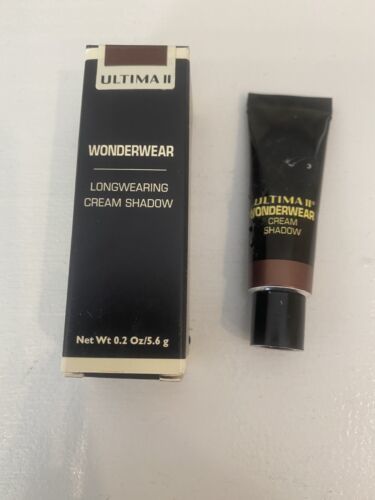 ULTIMA II
WONDERWEAR
LONGWEARING
CREAM SHADOW
Net Wt 0.2 Oz/5.6 g
ULTIMA II®
WONDERWEAR
CREAM
SHADOW